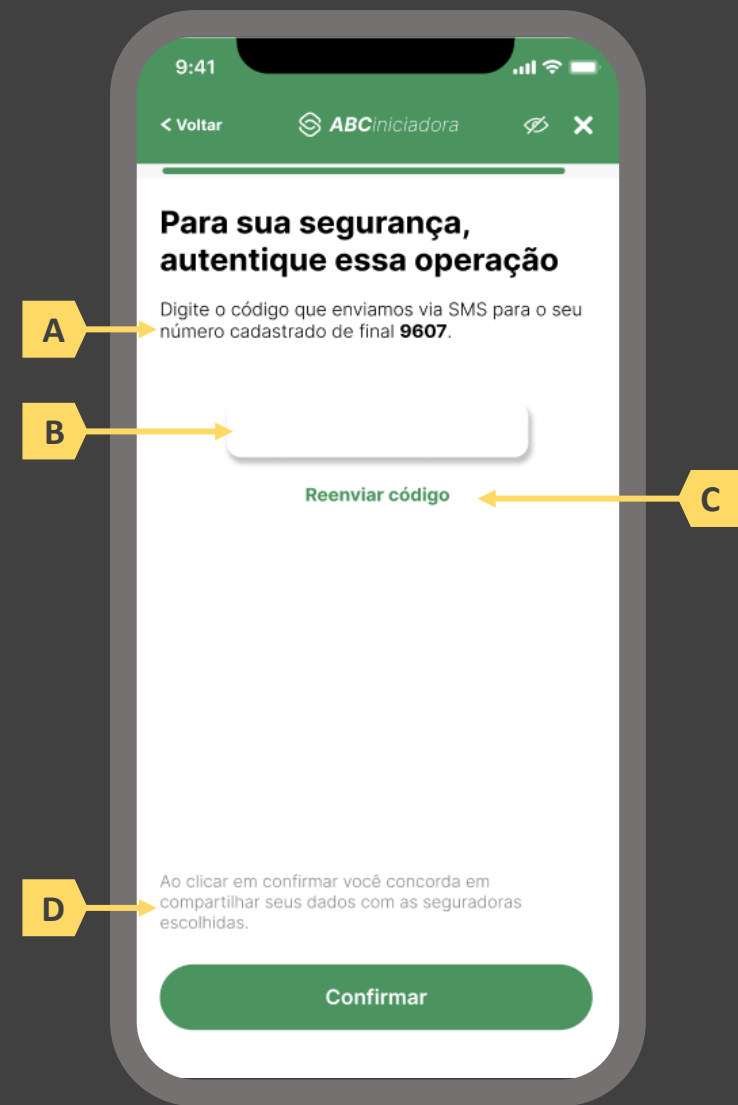 9:41
< Voltar
ABCiniciadora
Para sua segurança,
autentique essa operação
A
Digite o código que enviamos via SMS para o seu
número cadastrado de final 9607.
B
Reenviar código
C
D
Ao clicar em confirmar você concorda em
compartilhar seus dados com as seguradoras
escolhidas.
Confirmar